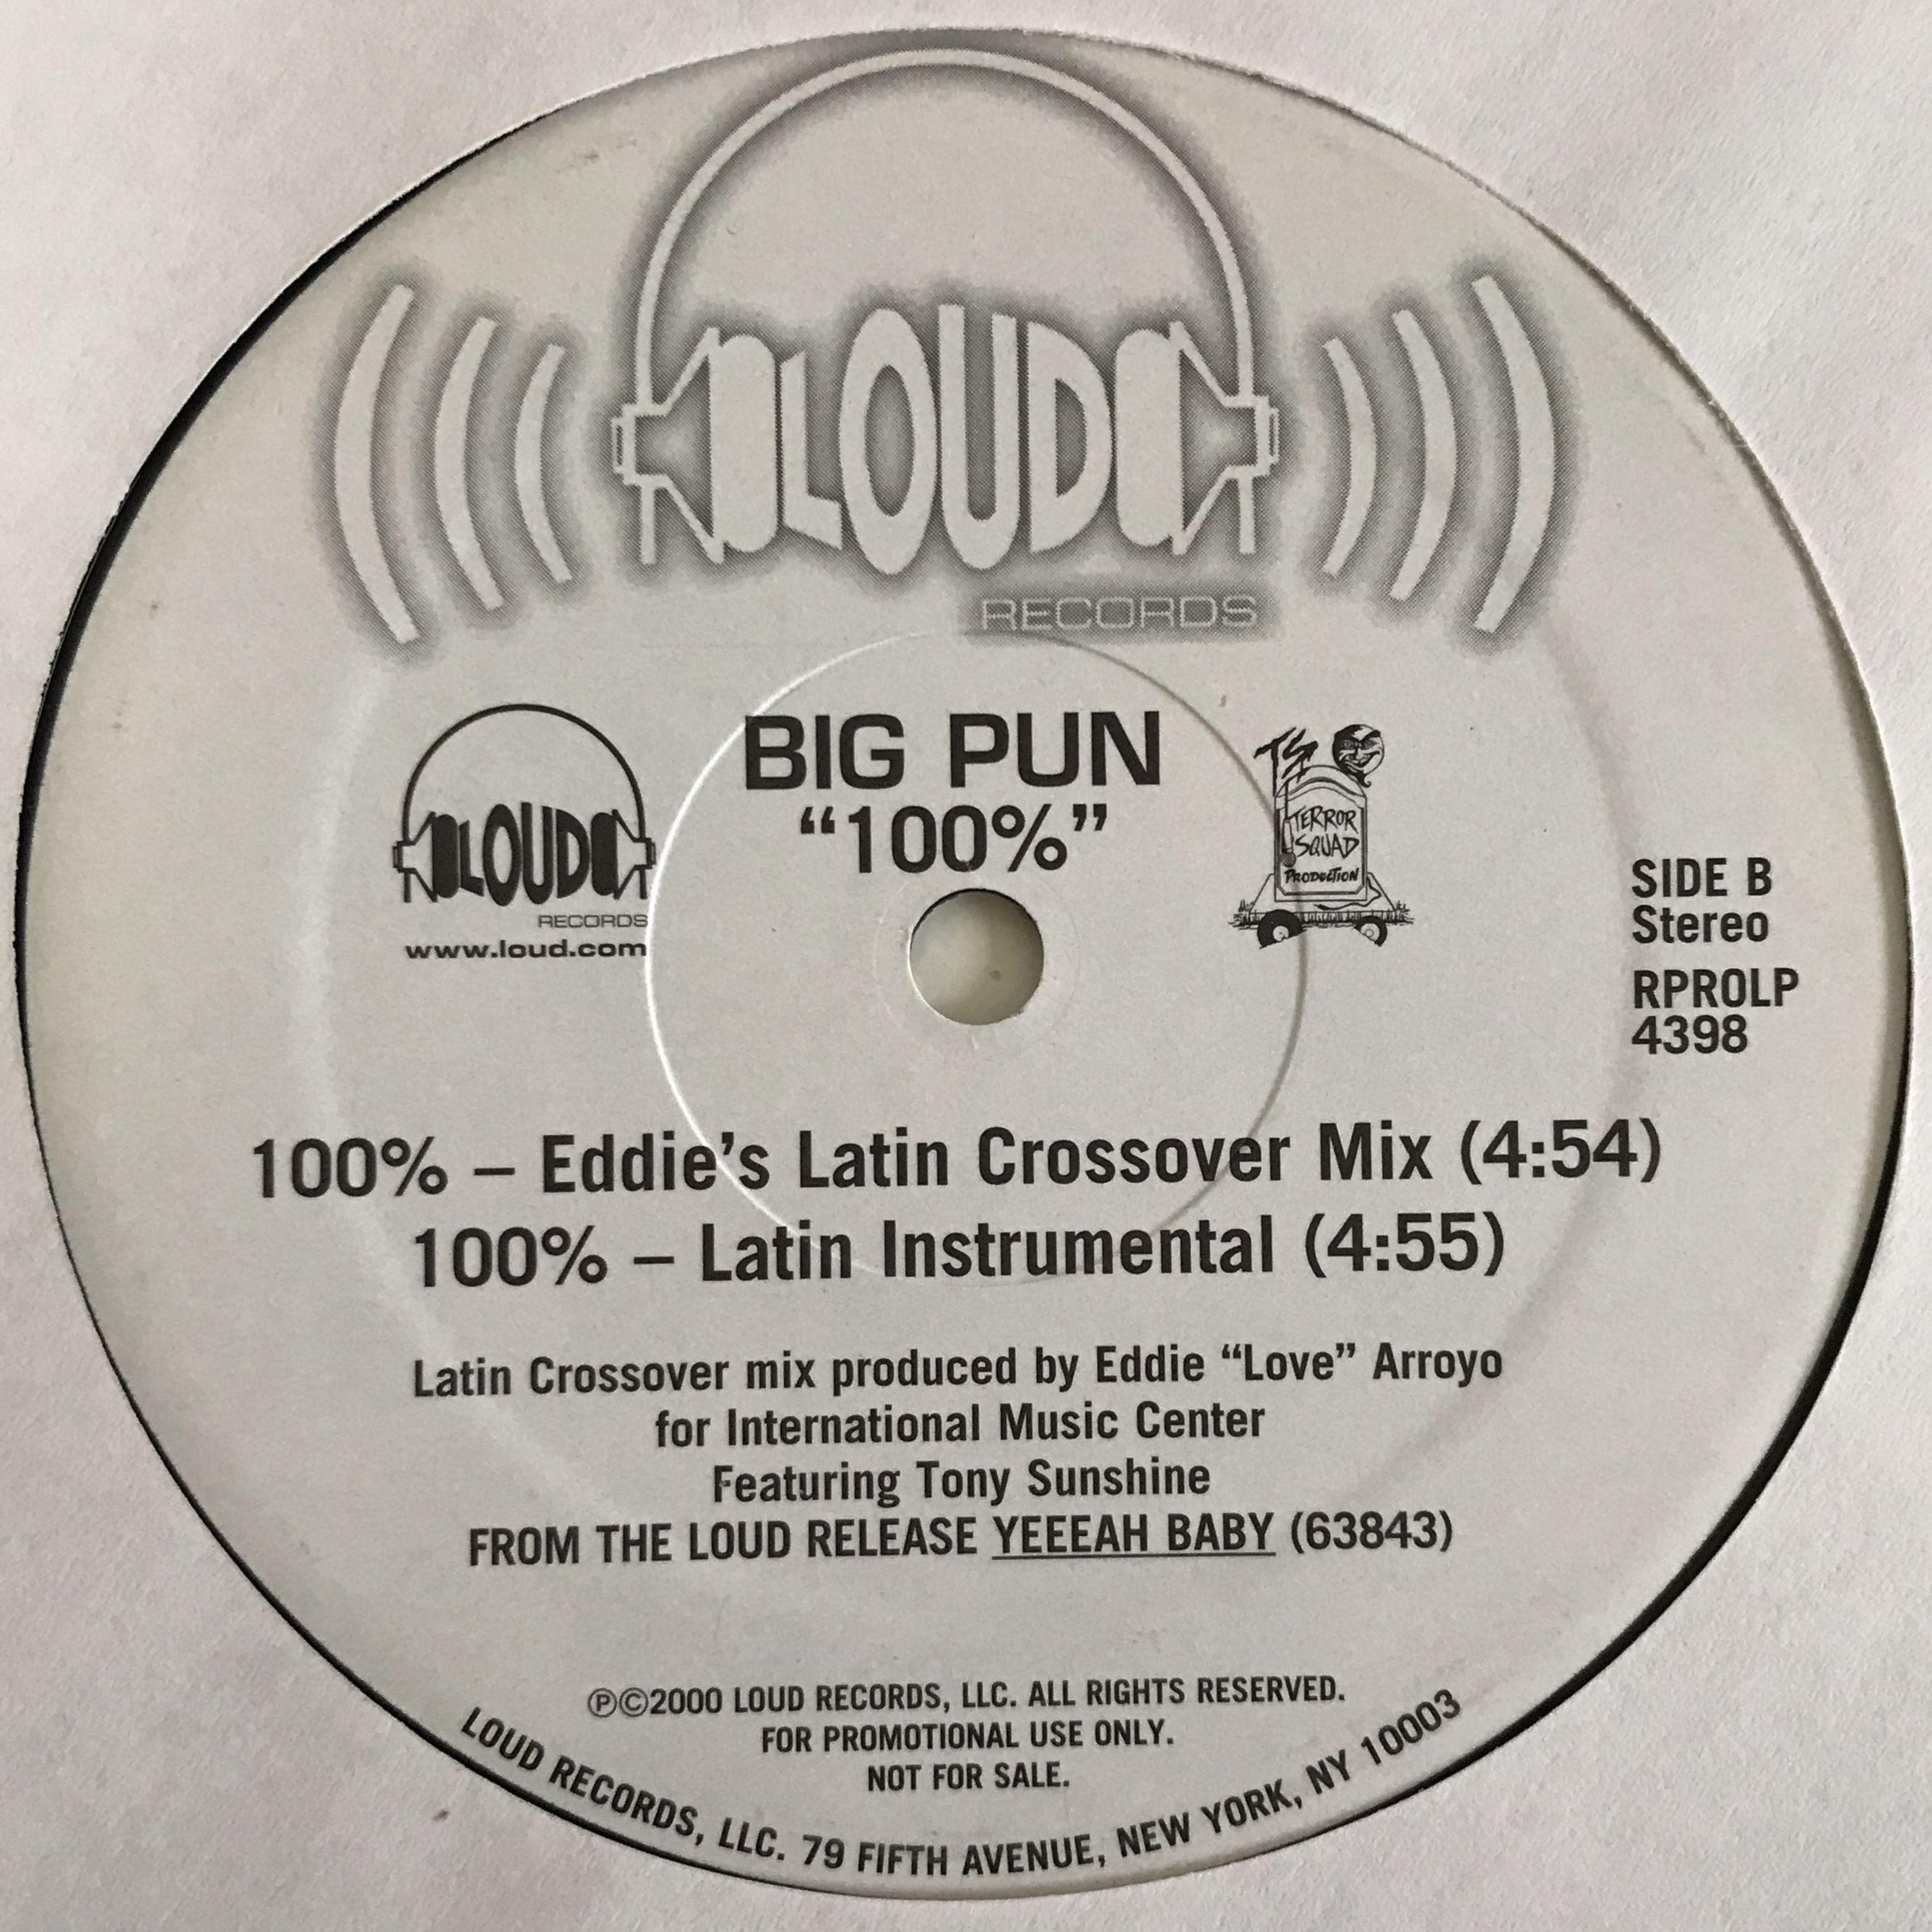 LOUD
RECORDS
LOUD
RECORDS
www.loud.com
BIG PUN
“100%”
TS
TERROR
SQUAD
PRODUCTION
SIDE B
Stereo
RPROLP
4398
100% – Eddie’s Latin Crossover Mix (4:54)
100% – Latin Instrumental (4:55)
Latin Crossover mix produced by Eddie “Love” Arroyo
for International Music Center
Featuring Tony Sunshine
FROM THE LOUD RELEASE YEEEAH BABY (63843)
℗©2000 LOUD RECORDS, LLC. ALL RIGHTS RESERVED.
FOR PROMOTIONAL USE ONLY.
NOT FOR SALE.
LOUD RECORDS, LLC. 79 FIFTH AVENUE, NEW YORK, NY 10003